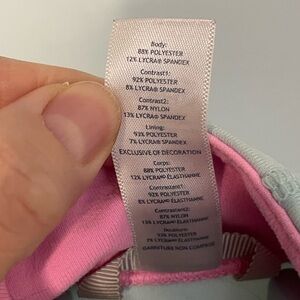 Body:
88% POLYESTER
12% LYCRA® SPANDEX
Contrast1:
92% POLYESTER
8% LYCRA® SPANDEX
Contrast2:
87% NYLON
13% LYCRA® SPANDEX
Lining:
93% POLYESTER
7% LYCRA® SPANDEX
EXCLUSIVE OF DECORATION
Corps:
88% POLYESTER
12% LYCRA® ÉLASTHANNE
Contrastant1:
92% POLYESTER
8% LYCRA® ÉLASTHANNE
Contrastant2:
87% NYLON
13% LYCRA® ÉLASTHANNE
Doublure:
93% POLYESTER
7% LYCRA® ÉLASTHANNE
GARNITURE NON COMPRISE